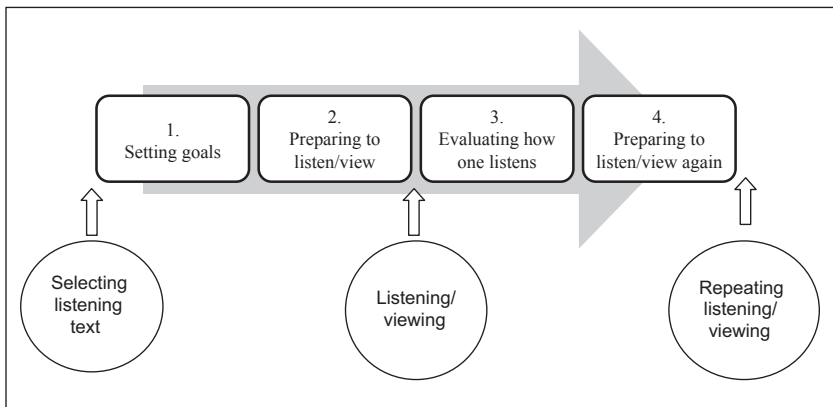 1.
Setting goals
2.
Preparing to
listen/view
3.
Evaluating how
one listens
4.
Preparing to
listen/view again
Selecting
listening
text
Listening/
viewing
Repeating
listening/
viewing